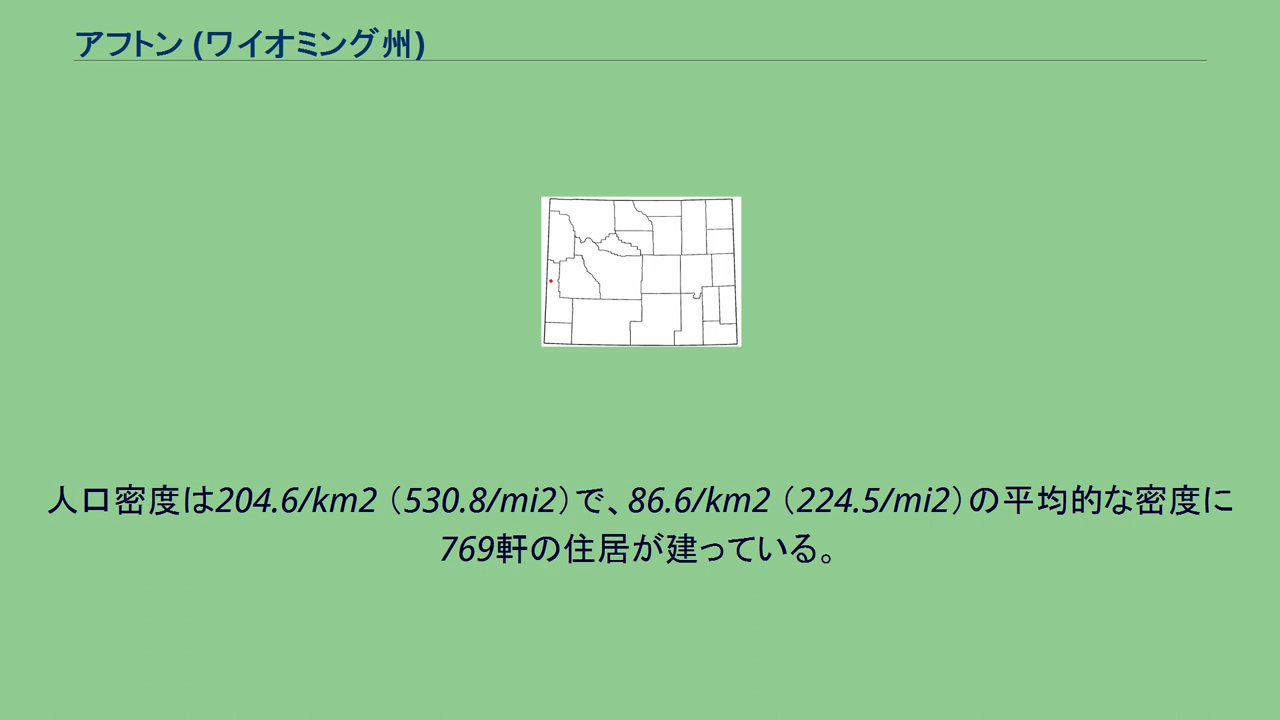 アフトン (ワイオミング州)
人口密度は204.6/km2（530.8/mi2）で、86.6/km2（224.5/mi2）の平均的な密度に
769軒の住居が建っている。